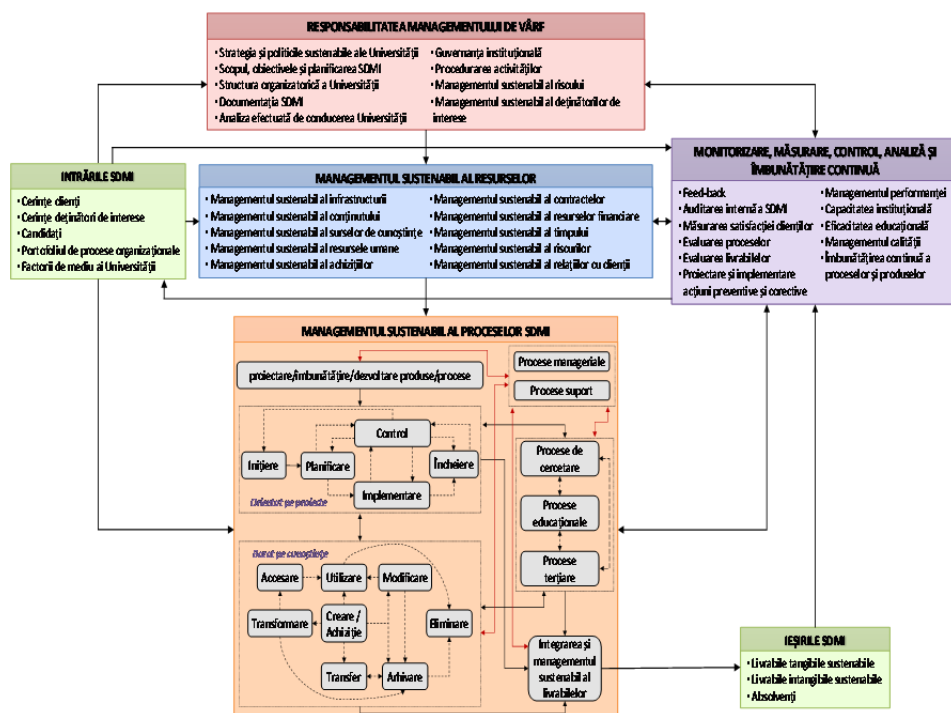 RESPONSABILITATEA MANAGEMENTULUI DE VÂRF
• Strategia și politicile sustenabile ale Universității
• Scopul, obiectivele și planificarea SDMI
• Structura organizatorică a Universității
• Documentația SDMI
• Analiza efectuată de conducerea Universității
• Guvernanța instituțională
• Procedurarea activităților
• Managementul sustenabil al riscului
• Managementul sustenabil al deținătorilor de
interese
INTRĂRILE SDMI
• Cerințe clienți
• Cerințe deținători de interese
• Candidați
• Portofoliul de procese organizaționale
• Factorii de mediu ai Universității
MANAGEMENTUL SUSTENABIL AL RESURSELOR
• Managementul sustenabil al infrastructurii
• Managementul sustenabil al conținutului
• Managementul sustenabil al surselor de cunoștințe
• Managementul sustenabil al resursele umane
• Managementul sustenabil al achizițiilor
• Managementul sustenabil al contractelor
• Managementul sustenabil al resurselor financiare
• Managementul sustenabil al timpului
• Managementul sustenabil al riscurilor
• Managementul sustenabil al relațiilor cu clienții
MONITORIZARE, MĂSURARE, CONTROL, ANALIZĂ ȘI
ÎMBUNĂTĂȚIRE CONTINUĂ
• Feed-back
• Auditarea internă a SDMI
• Măsurarea satisfacției clienților
• Evaluarea proceselor
• Evaluarea livrabilelor
• Proiectare și implementare
acțiuni preventive și corective
• Managementul performanței
• Capacitatea instituțională
• Eficacitatea educațională
• Managementul calității
• Îmbunătățirea continuă a
proceselor și produselor
MANAGEMENTUL SUSTENABIL AL PROCESELOR SDMI
proiectare/îmbunătățire/dezvoltare produse/procese
Procese manageriale
Procese suport
Control
Inițiere
Planificare
Încheiere
Implementare
Orientat pe proiecte
Procese de
cercetare
Procese
educaționale
Procese
terțiare
Bazat pe cunoștințe
Accesare
Utilizare
Modificare
Transformare
Creare /
Achiziție
Eliminare
Transfer
Arhivare
Integrarea și
managementul
sustenabil al
livrabilelor
IEȘIRILE SDMI
• Livrabile tangibile sustenabile
• Livrabile intangibile sustenabile
• Absolvenți